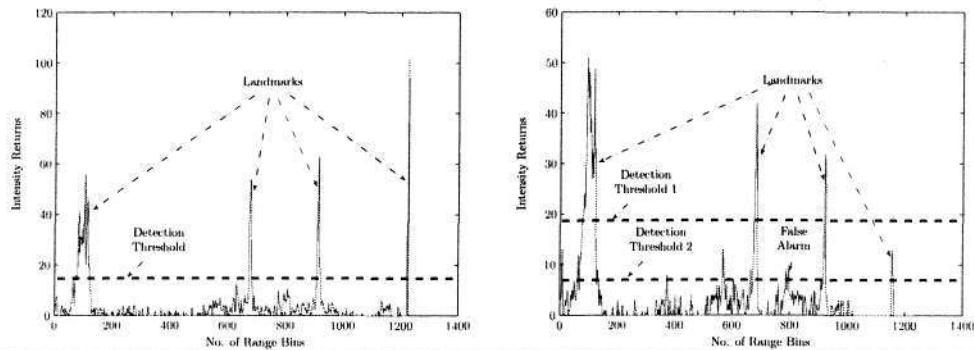 120
100
80
60
40
20
0
Intensity Returns
Landmarks
Detection
Threshold
0
200
400
600
800
1000
1200
1400
No. of Range Bins
60
50
40
30
20
10
0
Intensity Returns
Landmarks
Detection
Threshold 1
Detection
Threshold 2
False
Alarm
0
200
400
600
800
1000
1200
1400
No. of Range Bins